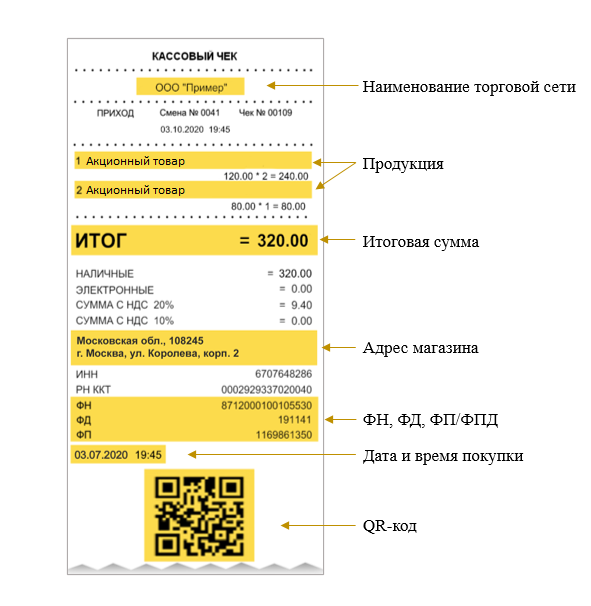 КАССОВЫЙ ЧЕК
ООО "Пример"
Наименование торговой сети
ПРИХОД Смена № 0041 Чек № 00109
03.10.2020 19:45
1 Акционный товар
Продукция
120.00 * 2 = 240.00
2 Акционный товар
80.00 * 1 = 80.00
ИТОГ = 320.00
Итоговая сумма
НАЛИЧНЫЕ = 320.00
ЭЛЕКТРОННЫЕ = 0.00
СУММА С НДС 20% = 9.40
СУММА С НДС 10% = 0.00
Московская обл., 108245
г. Москва, ул. Королева, корп. 2
Адрес магазина
ИНН 6707648286
РН ККТ 0002929337020040
ФН 8712000100105530
ФД 191141
ФП 1169861350
ФН, ФД, ФП/ФПД
03.07.2020 19:45
Дата и время покупки
QR-код